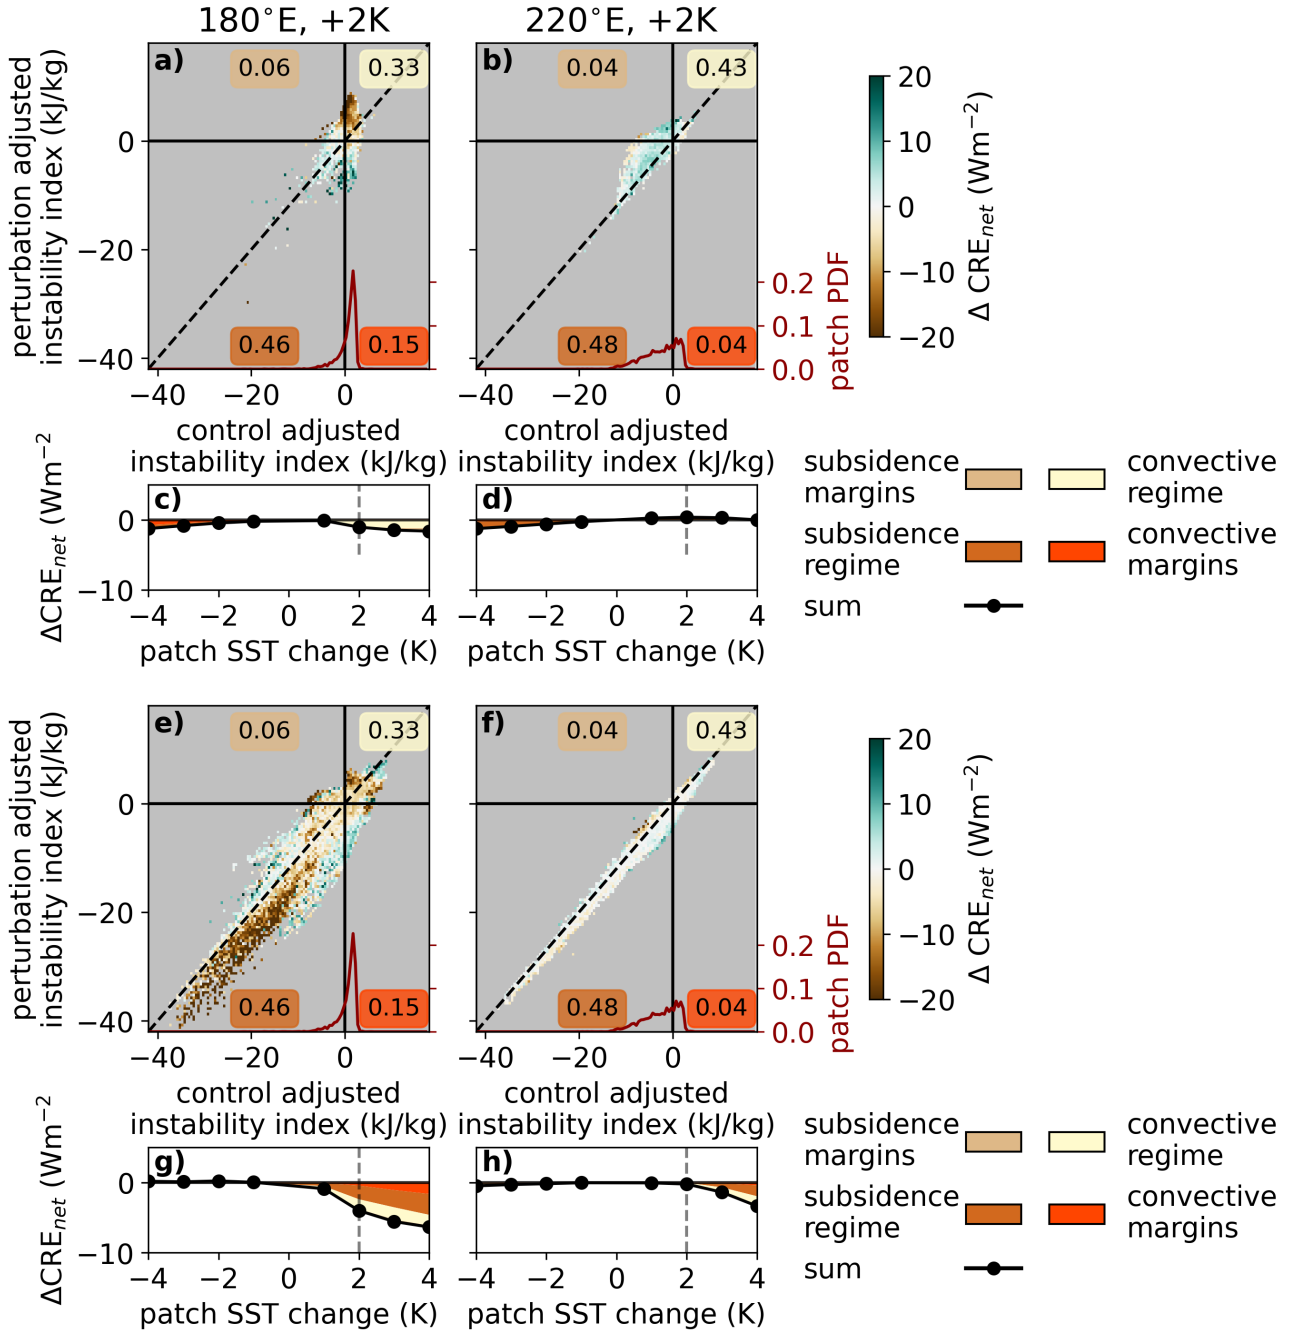 180°E, +2K
220°E, +2K
perturbation adjusted
instability index (kJ/kg)
a)
0.06
0.33
0.46
0.15
0
−20
−40
−40
−20
0
control adjusted
instability index (kJ/kg)
b)
0.04
0.43
0.48
0.04
−40
−20
0
control adjusted
instability index (kJ/kg)
0.2
0.1
0.0
patch PDF
20
10
0
−10
−20
Δ CRE_net (Wm⁻²)
ΔCRE_net (Wm⁻²)
c)
0
−10
−4
−2
0
2
4
patch SST change (K)
d)
−4
−2
0
2
4
patch SST change (K)
subsidence
margins
convective
regime
subsidence
regime
convective
margins
sum
perturbation adjusted
instability index (kJ/kg)
e)
0.06
0.33
0.46
0.15
0
−20
−40
−40
−20
0
control adjusted
instability index (kJ/kg)
f)
0.04
0.43
0.48
0.04
−40
−20
0
control adjusted
instability index (kJ/kg)
0.2
0.1
0.0
patch PDF
20
10
0
−10
−20
Δ CRE_net (Wm⁻²)
ΔCRE_net (Wm⁻²)
g)
0
−10
−4
−2
0
2
4
patch SST change (K)
h)
−4
−2
0
2
4
patch SST change (K)
subsidence
margins
convective
regime
subsidence
regime
convective
margins
sum